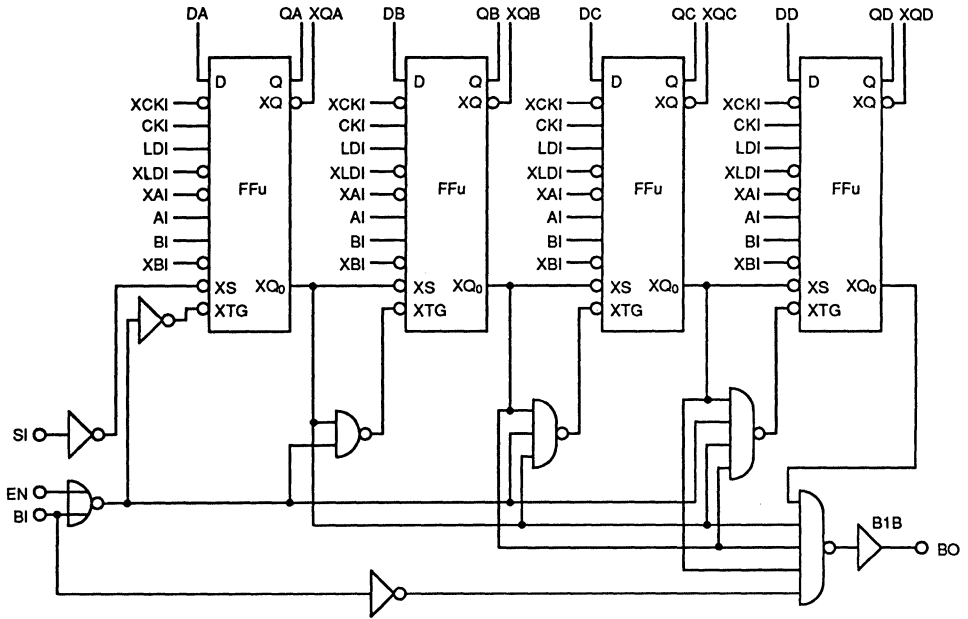 DA QA XQA DB QB XQB DC QC XQC DD QD XQD
D Q D Q D Q D Q
XCKI XQ XCKI XQ XCKI XQ XCKI XQ
CKI CKI CKI CKI
LDI LDI LDI LDI
XLDI XLDI XLDI XLDI
XAI FFu XAI FFu XAI FFu XAI FFu
AI AI AI AI
BI BI BI BI
XBI XBI XBI XBI
XS XQ₀ XS XQ₀ XS XQ₀ XS XQ₀
XTG XTG XTG XTG
SI
EN
BI
B1B
BO